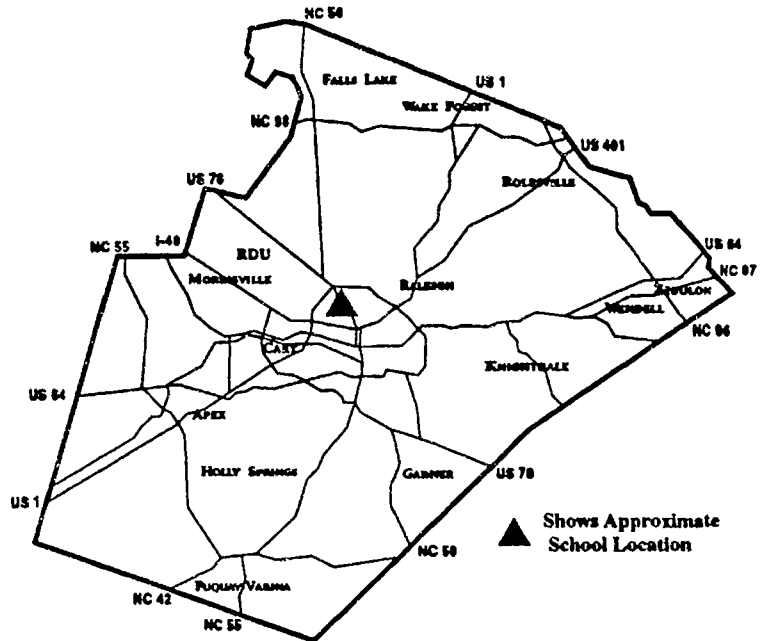 NC 50
FALLS LAKE
US 1
WAKE FOREST
NC 98
US 401
ROLESVILLE
US 70
US 64
NC 55
I-40
RDU
NC 97
MORRISVILLE
RALEIGH
ZEBULON
WENDELL
NC 96
CARY
KNIGHTDALE
US 64
APEX
HOLLY SPRINGS
GARNER
US 70
US 1
Shows Approximate
School Location
NC 50
FUQUAY VARINA
NC 42
NC 55